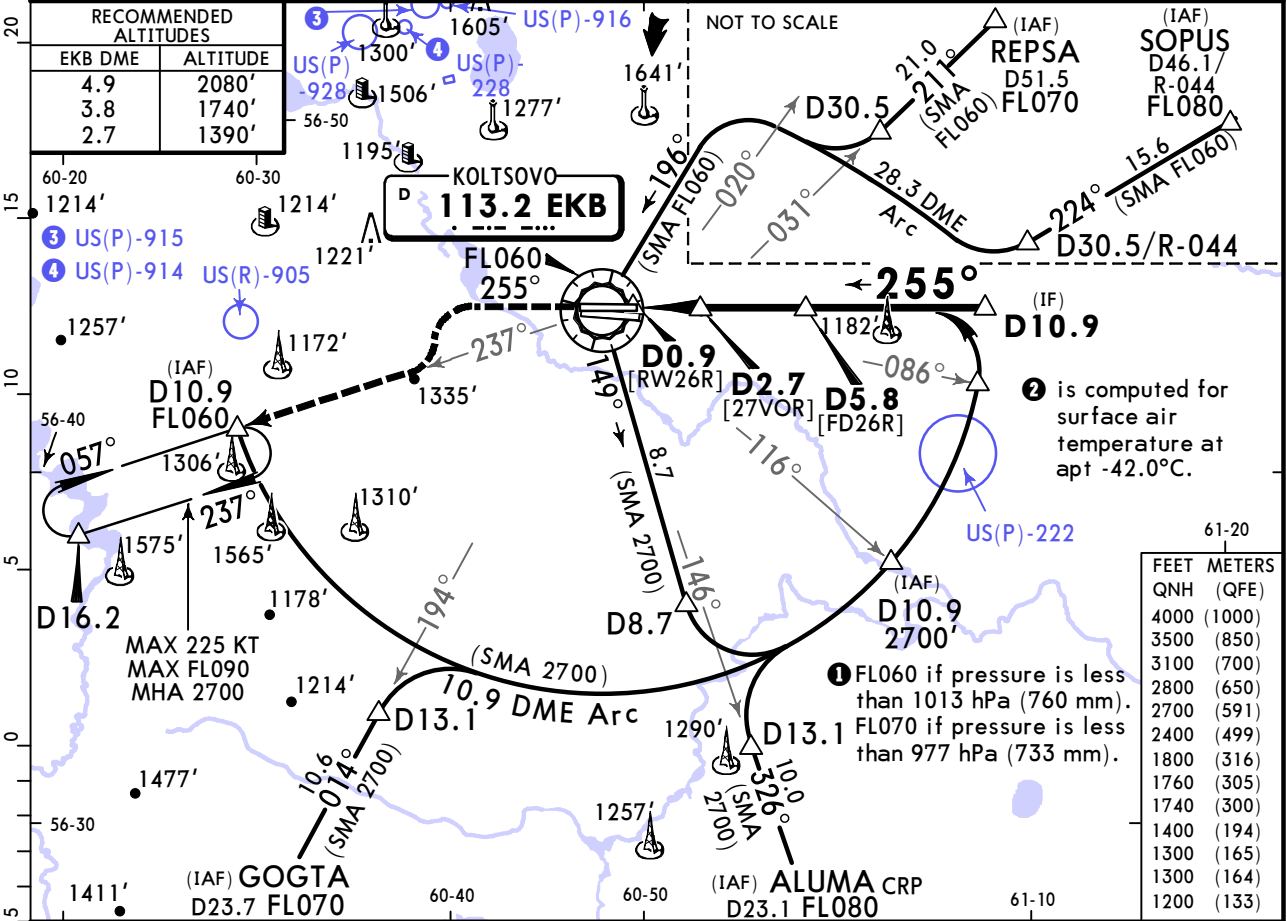 RECOMMENDED
ALTITUDES
EKB DME ALTITUDE
4.9 2080'
3.8 1740'
2.7 1390'
20
15
10
5
0
5
60-20
60-30
56-50
3
1300'
1605'
US(P)-916
4
US(P)
-928
US(P)-
228
1506'
1277'
1641'
1195'
NOT TO SCALE
(IAF)
REPSA
D51.5
FL070
21.0
211°
(SMA
FL060)
D30.5
(IAF)
SOPUS
D46.1/
R-044
FL080
15.6
224°
(SMA FL060)
D30.5/R-044
28.3 DME
Arc
020°
031°
196°
(SMA FL060)
KOLTSOVO
D 113.2 EKB
1214'
1214'
3 US(P)-915
4 US(P)-914
US(R)-905
1221'
FL060
255°
255°
(IF)
D10.9
1182'
1257'
1172'
237°
1335'
D0.9
[RW26R]
D2.7
[27VOR]
D5.8
[FD26R]
086°
149°
(IAF)
D10.9
FL060
56-40
057°
1306'
237°
1310'
1575'
1565'
D16.2
MAX 225 KT
MAX FL090
MHA 2700
1178'
1214'
194°
116°
146°
8.7
(SMA 2700)
D8.7
US(P)-222
2 is computed for
surface air
temperature at
apt -42.0°C.
(IAF)
D10.9
2700'
(SMA 2700)
10.9 DME Arc
D13.1
D13.1
1290'
1 FL060 if pressure is less
than 1013 hPa (760 mm).
FL070 if pressure is less
than 977 hPa (733 mm).
61-20
FEET METERS
QNH (QFE)
4000 (1000)
3500 (850)
3100 (700)
2800 (650)
2700 (591)
2400 (499)
1800 (316)
1760 (305)
1740 (300)
1400 (194)
1300 (165)
1300 (164)
1200 (133)
1477'
10.6
014°
(SMA 2700)
10.0
326°
(SMA
2700)
1257'
56-30
1411'
(IAF) GOGTA
D23.7 FL070
60-40
60-50
(IAF) ALUMA CRP
D23.1 FL080
61-10